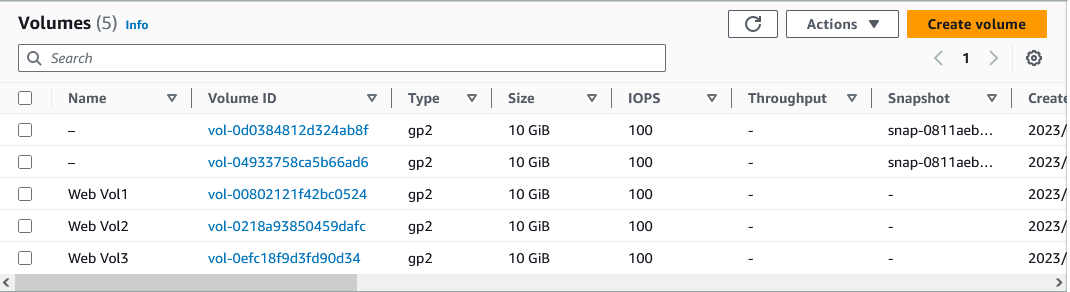 Volumes (5) Info
Actions
Create volume
Search
1
Name Volume ID Type Size IOPS Throughput Snapshot Create
– vol-0d0384812d324ab8f gp2 10 GiB 100 - snap-0811aeb... 2023/
– vol-04933758ca5b66ad6 gp2 10 GiB 100 - snap-0811aeb... 2023/
Web Vol1 vol-00802121f42bc0524 gp2 10 GiB 100 - - 2023/
Web Vol2 vol-0218a93850459dafc gp2 10 GiB 100 - - 2023/
Web Vol3 vol-0efc18f9d3fd90d34 gp2 10 GiB 100 - - 2023/